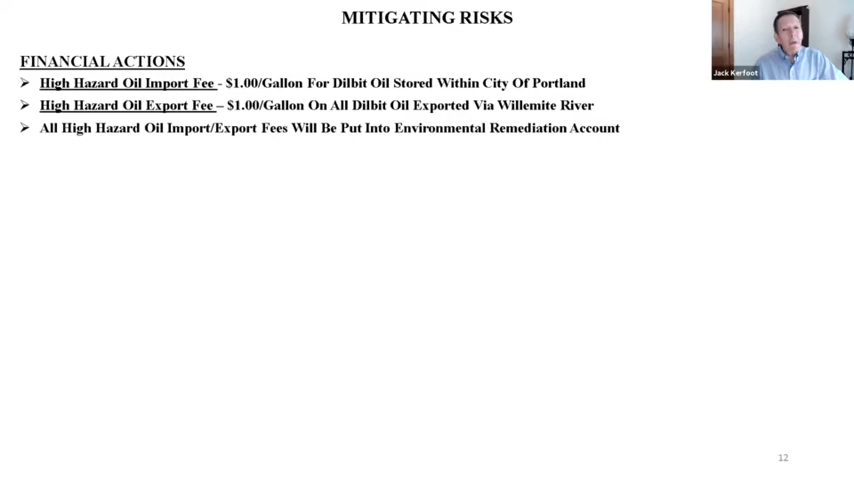 MITIGATING RISKS
Jack Kerfoot
FINANCIAL ACTIONS
➢ High Hazard Oil Import Fee - $1.00/Gallon For Dilbit Oil Stored Within City Of Portland
➢ High Hazard Oil Export Fee – $1.00/Gallon On All Dilbit Oil Exported Via Willemite River
➢ All High Hazard Oil Import/Export Fees Will Be Put Into Environmental Remediation Account
12